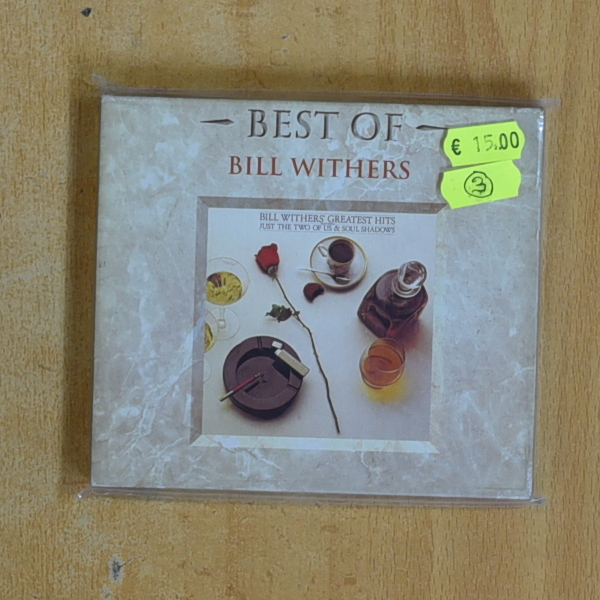 BEST OF
BILL WITHERS
€ 15.00
3
BILL WITHERS' GREATEST HITS
JUST THE TWO OF US & SOUL SHADOWS